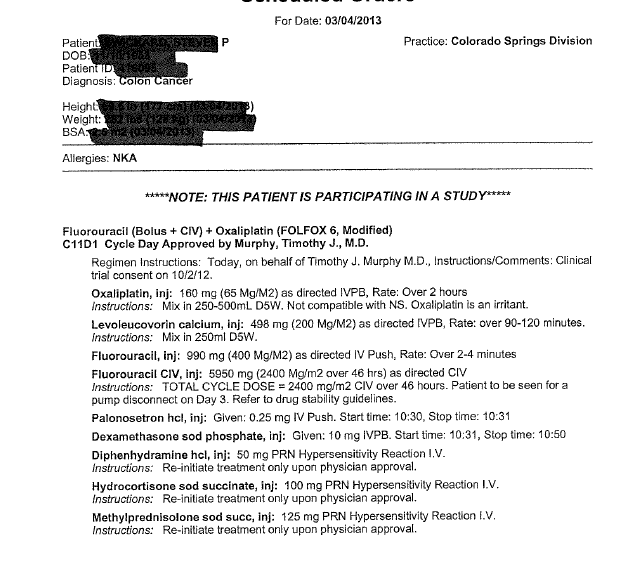 Scheduled Orders
For Date: 03/04/2013
Patient:
Practice: Colorado Springs Division
DOB:
Patient ID:
Diagnosis: Colon Cancer
Height:
Weight:
BSA:
Allergies: NKA
*****NOTE: THIS PATIENT IS PARTICIPATING IN A STUDY*****
Fluorouracil (Bolus + CIV) + Oxaliplatin (FOLFOX 6, Modified)
C11D1 Cycle Day Approved by Murphy, Timothy J., M.D.
Regimen Instructions: Today, on behalf of Timothy J. Murphy M.D., Instructions/Comments: Clinical
trial consent on 10/2/12.
Oxaliplatin, inj: 160 mg (65 Mg/M2) as directed IVPB, Rate: Over 2 hours
Instructions: Mix in 250-500mL D5W. Not compatible with NS. Oxaliplatin is an irritant.
Levoleucovorin calcium, inj: 498 mg (200 Mg/M2) as directed IVPB, Rate: over 90-120 minutes.
Instructions: Mix in 250ml D5W.
Fluorouracil, inj: 990 mg (400 Mg/M2) as directed IV Push, Rate: Over 2-4 minutes
Fluorouracil CIV, inj: 5950 mg (2400 Mg/m2 over 46 hrs) as directed CIV
Instructions: TOTAL CYCLE DOSE = 2400 mg/m2 CIV over 46 hours. Patient to be seen for a
pump disconnect on Day 3. Refer to drug stability guidelines.
Palonosetron hcl, inj: Given: 0.25 mg IV Push. Start time: 10:30, Stop time: 10:31
Dexamethasone sod phosphate, inj: Given: 10 mg IVPB. Start time: 10:31, Stop time: 10:50
Diphenhydramine hcl, inj: 50 mg PRN Hypersensitivity Reaction I.V.
Instructions: Re-initiate treatment only upon physician approval.
Hydrocortisone sod succinate, inj: 100 mg PRN Hypersensitivity Reaction I.V.
Instructions: Re-initiate treatment only upon physician approval.
Methylprednisolone sod succ, inj: 125 mg PRN Hypersensitivity Reaction I.V.
Instructions: Re-initiate treatment only upon physician approval.